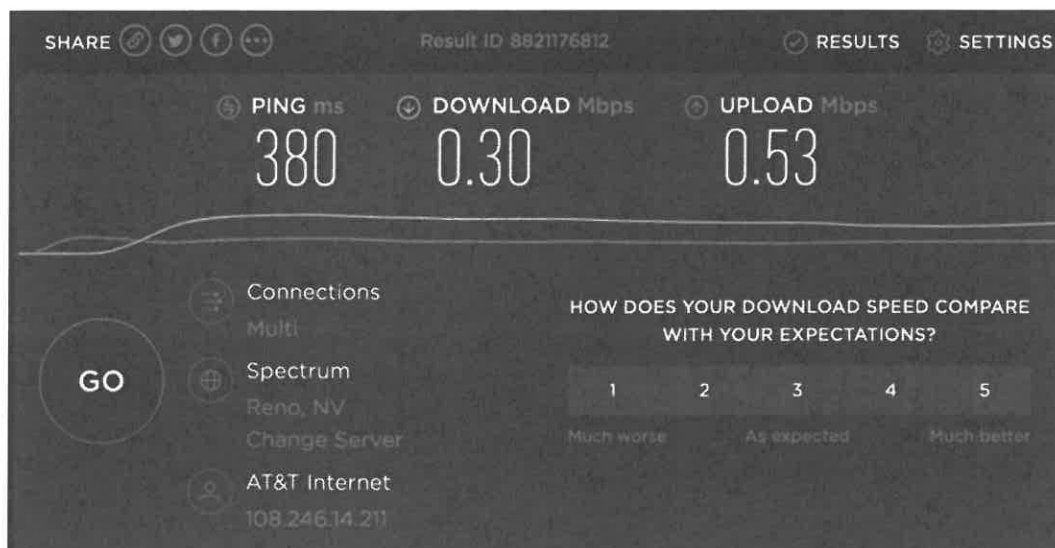 SHARE Result ID 8821176812 RESULTS SETTINGS
PING ms DOWNLOAD Mbps UPLOAD Mbps
380 0.30 0.53
Connections
Multi
HOW DOES YOUR DOWNLOAD SPEED COMPARE
WITH YOUR EXPECTATIONS?
GO
Spectrum
Reno, NV
Change Server
1 2 3 4 5
Much worse As expected Much better
AT&T Internet
108.246.14.211